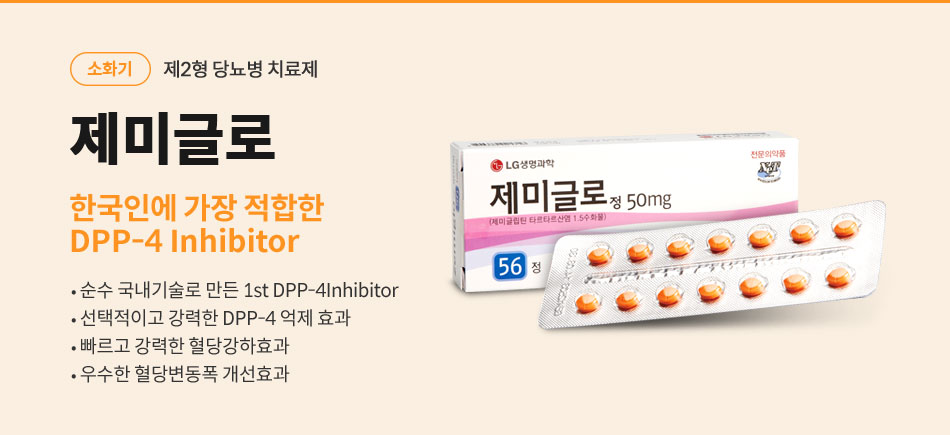 소화기 제2형 당뇨병 치료제
제미글로
한국인에 가장 적합한
DPP-4 Inhibitor
• 순수 국내기술로 만든 1st DPP-4Inhibitor
• 선택적이고 강력한 DPP-4 억제 효과
• 빠르고 강력한 혈당강하효과
• 우수한 혈당변동폭 개선효과
LG생명과학
전문의약품
제미글로정 50mg
(제미글립틴 타르타르산염 1.5수화물)
56 정